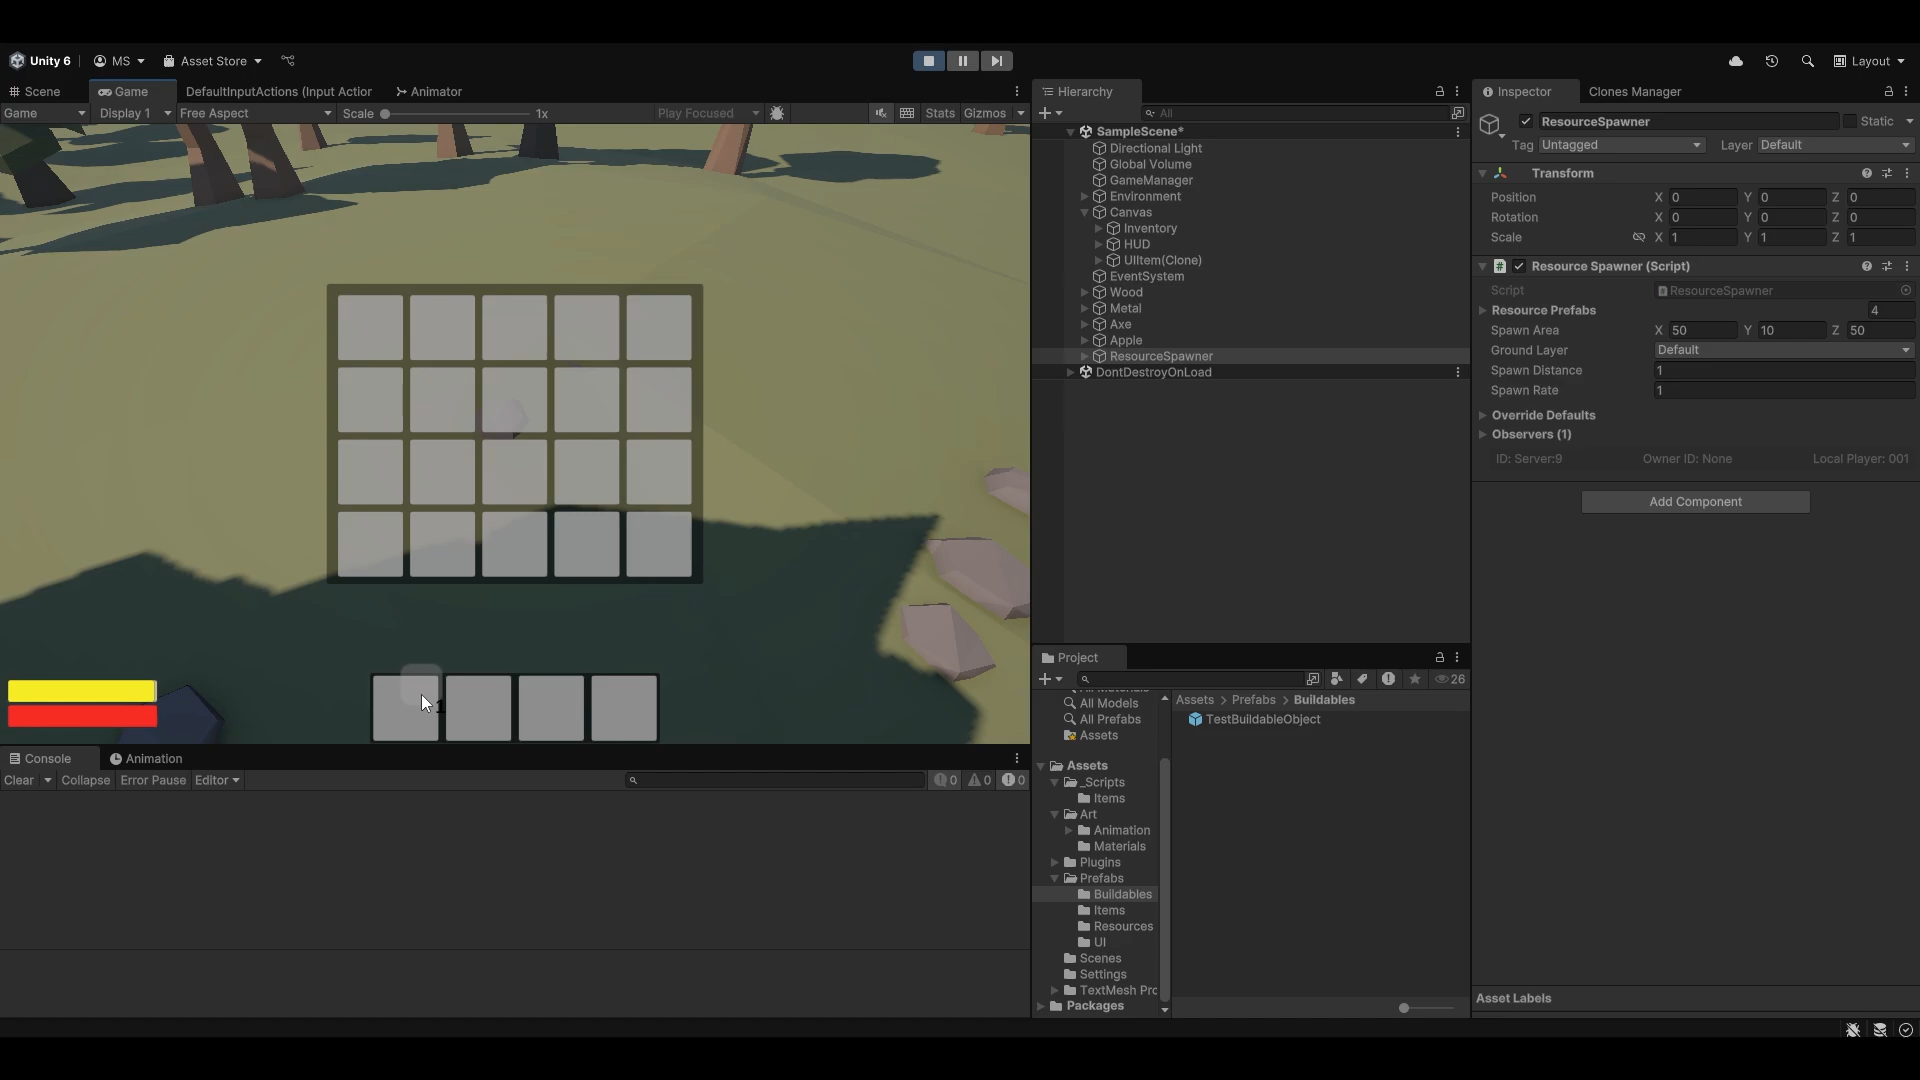 Unity 6
MS
Asset Store
Layout
Scene
Game
DefaultInputActions (Input Action
Animator
Hierarchy
Inspector
Clones Manager
Game
Display 1
Free Aspect
Scale
1x
Play Focused
Stats
Gizmos
All
ResourceSpawner
Static
Tag
Untagged
Layer
Default
SampleScene*
Directional Light
Global Volume
GameManager
Environment
Canvas
Inventory
HUD
UIItem(Clone)
EventSystem
Wood
Metal
Axe
Apple
ResourceSpawner
DontDestroyOnLoad
Transform
Position X 0 Y 0 Z 0
Rotation X 0 Y 0 Z 0
Scale X 1 Y 1 Z 1
Resource Spawner (Script)
Script ResourceSpawner
Resource Prefabs 4
Spawn Area X 50 Y 10 Z 50
Ground Layer Default
Spawn Distance 1
Spawn Rate 1
Override Defaults
Observers (1)
ID: Server:9 Owner ID: None Local Player: 001
Add Component
1
Project
26
All Models
All Prefabs
Assets
Assets
_Scripts
Items
Art
Animation
Materials
Plugins
Prefabs
Buildables
Items
Resources
UI
Scenes
Settings
TextMesh Pro
Packages
Assets > Prefabs > Buildables
TestBuildableObject
Console
Animation
Clear
Collapse
Error Pause
Editor
0
0
0
Asset Labels